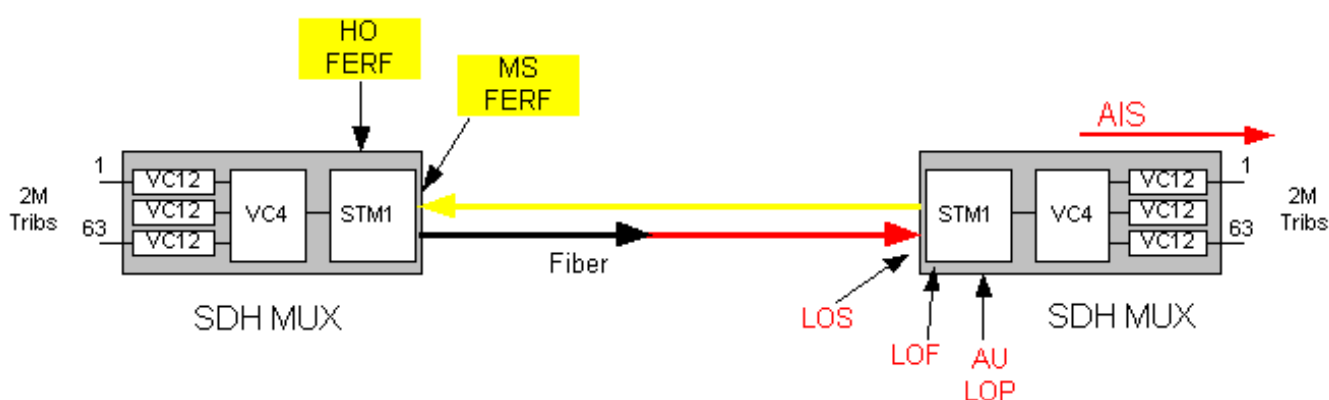 HO
FERF
MS
FERF
AIS
1
2M
Tribs
63
VC12
VC12
VC12
VC4
STM1
Fiber
STM1
VC4
VC12
VC12
VC12
1
2M
Tribs
63
SDH MUX
LOS
LOF
AU
LOP
SDH MUX